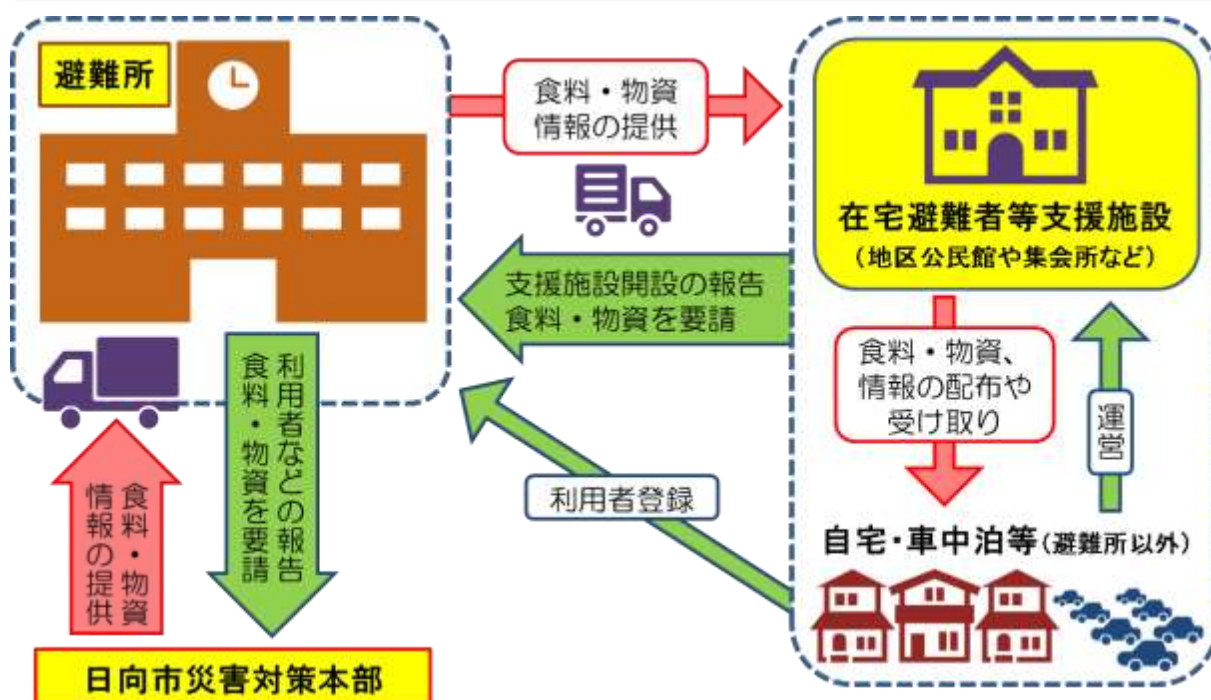 避難所
食料・物資
情報の提供
在宅避難者等支援施設
（地区公民館や集会所など）
支援施設開設の報告
食料・物資を要請
利用者などの報告
食料・物資を要請
食料・物資、
情報の配布や
受け取り
運営
利用者登録
食料・物資
情報の提供
自宅・車中泊等（避難所以外）
日向市災害対策本部